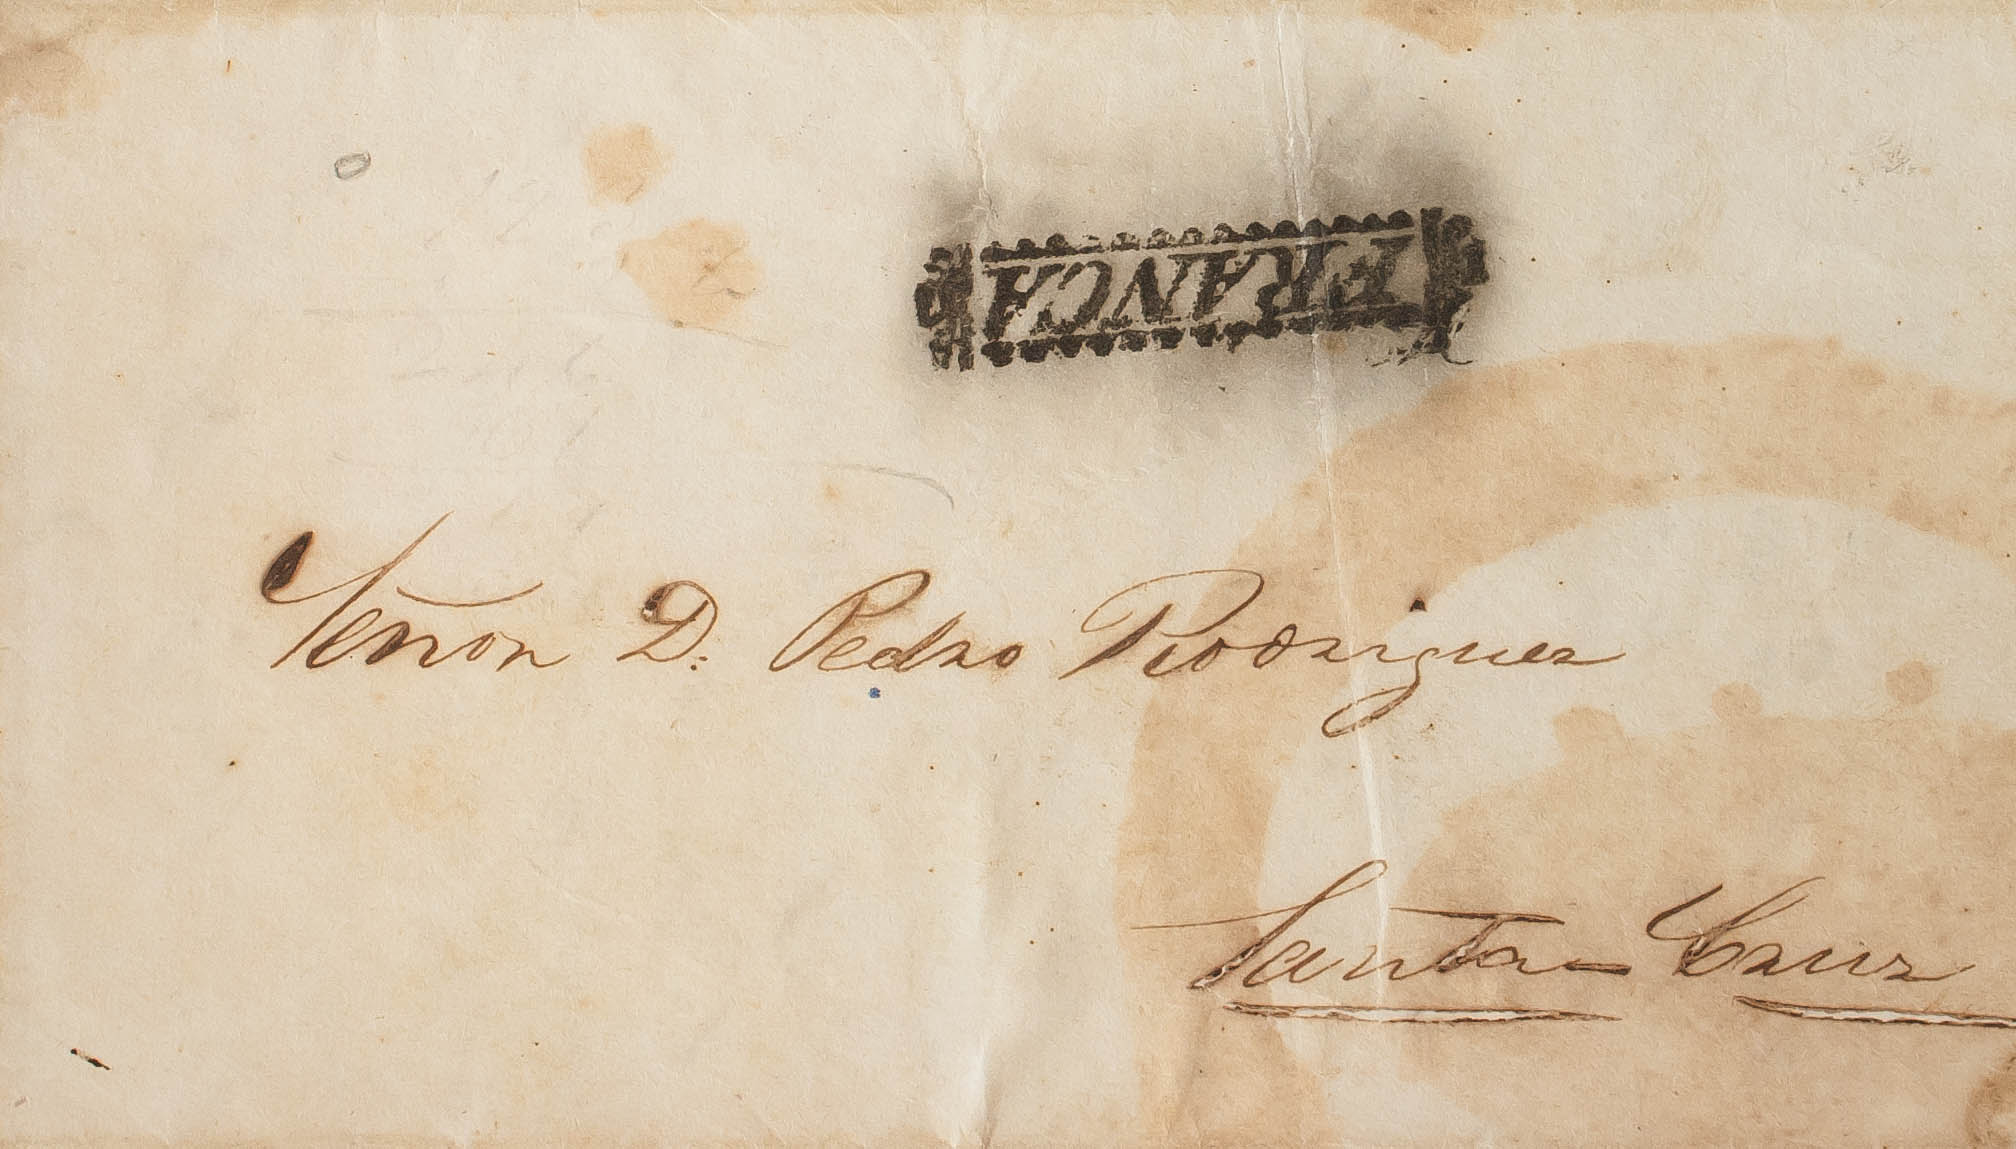 FRANCA
Señor D. Pedro Rodriguez
Santa Cruz